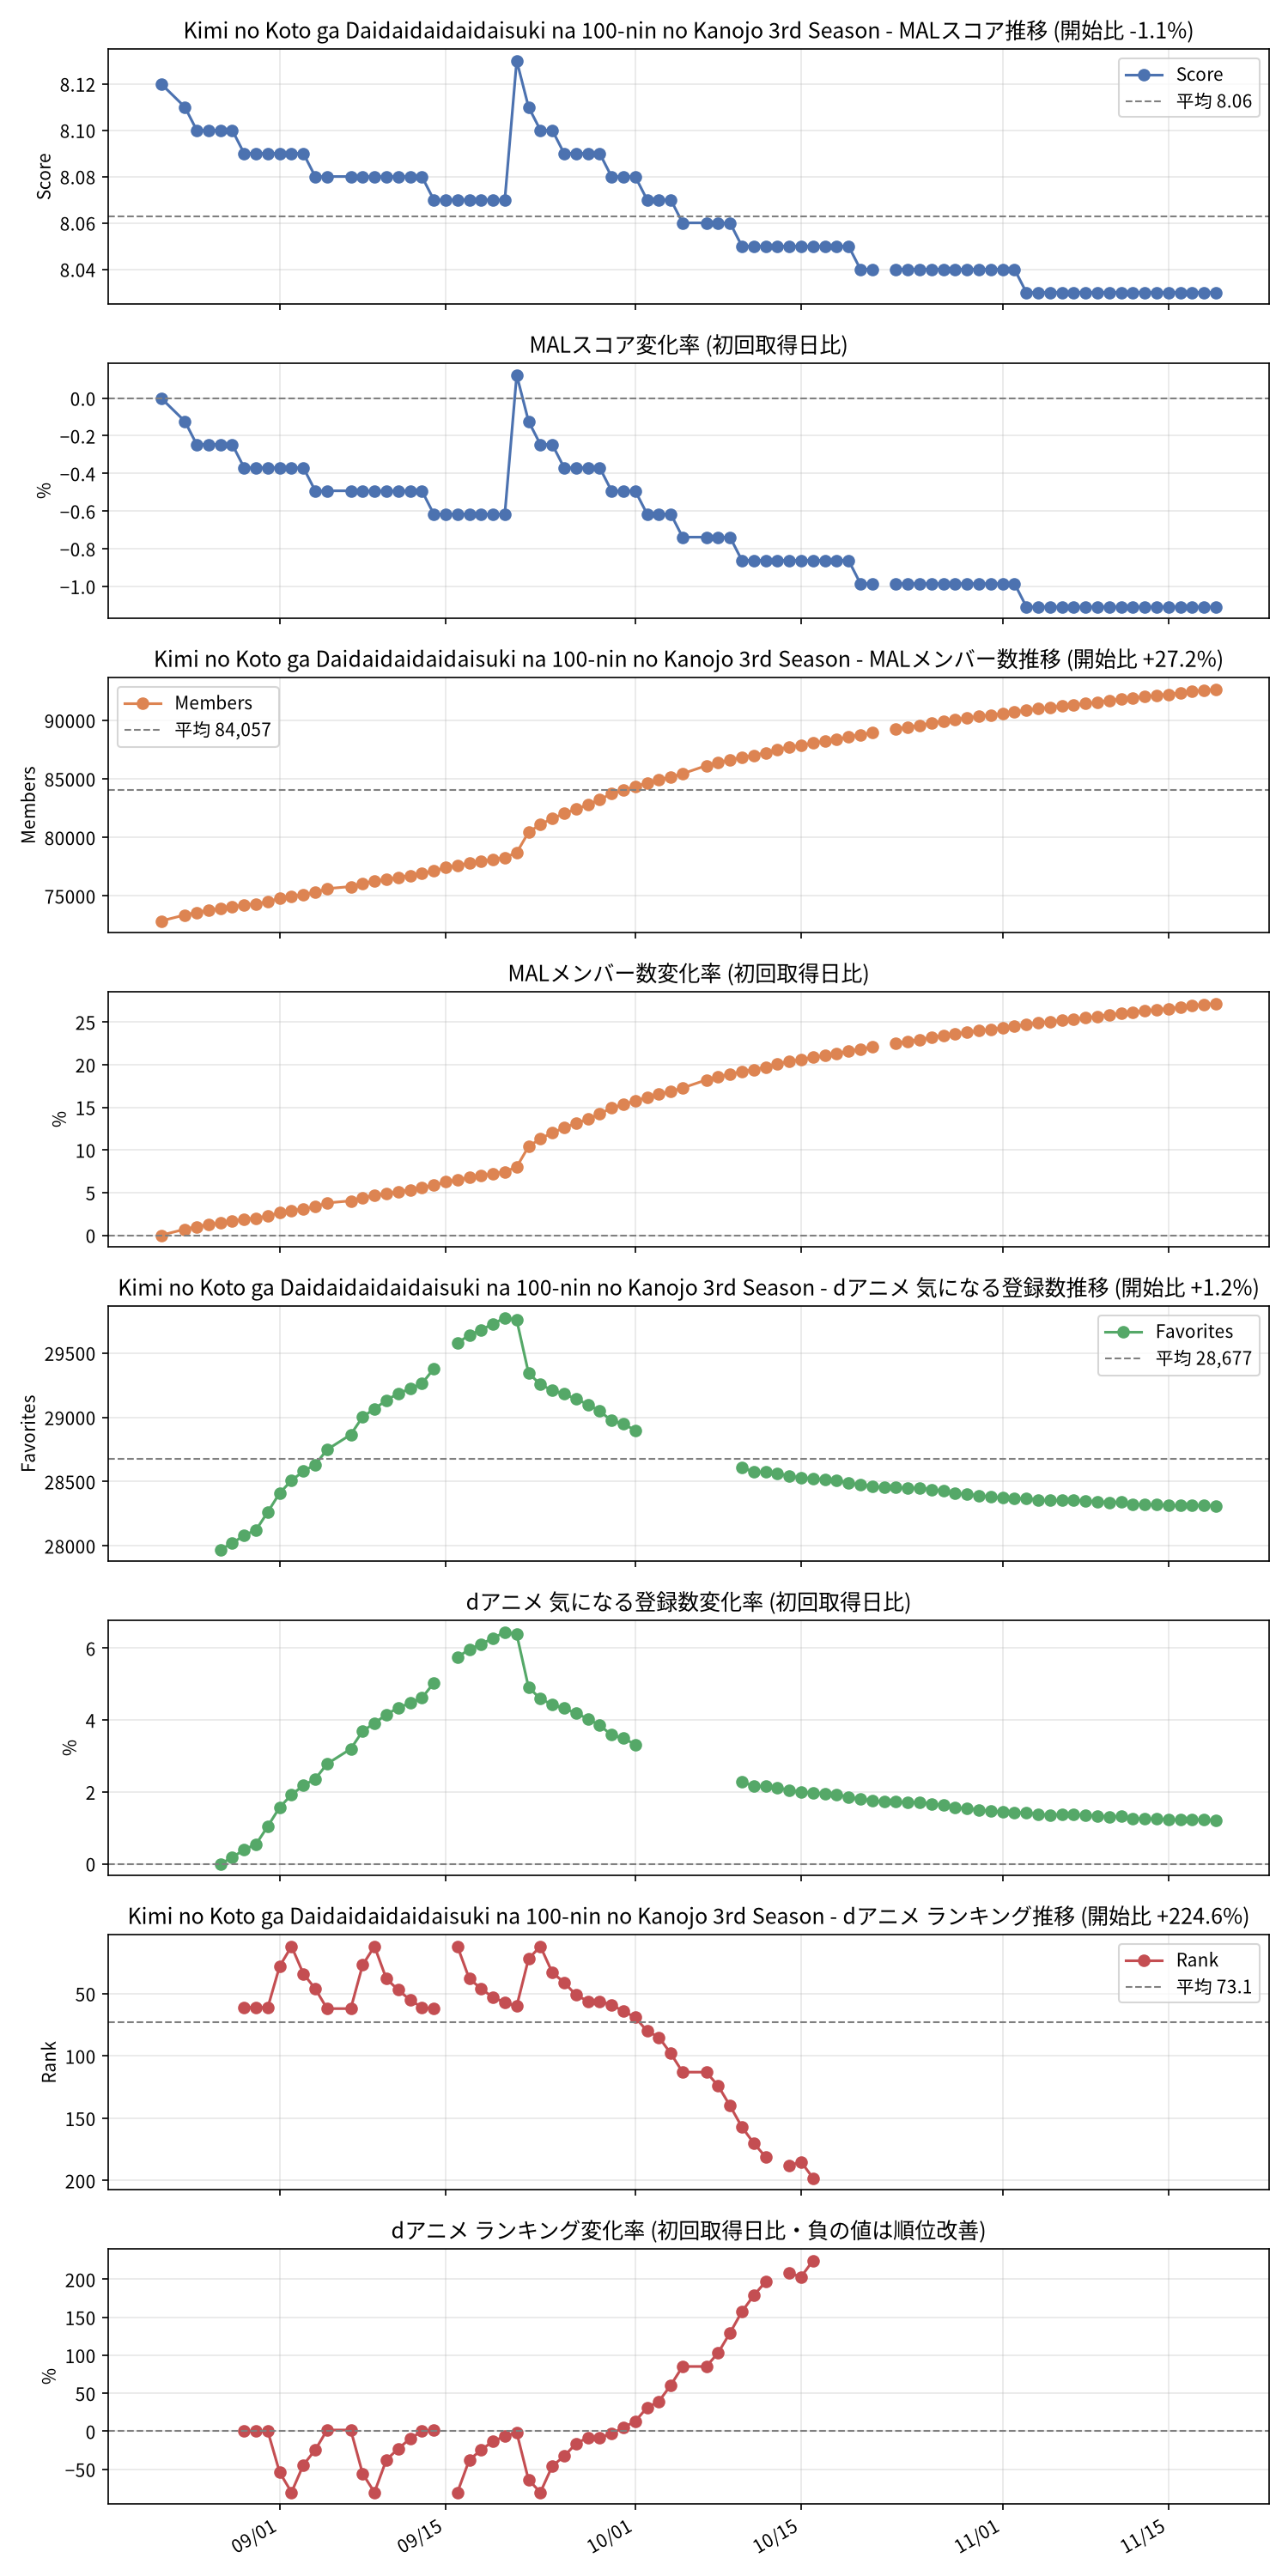 Kimi no Koto ga Daidaidaidaidaisuki na 100-nin no Kanojo 3rd Season - MALスコア推移 (開始比 -1.1%)
Score
8.12
8.10
8.08
8.06
8.04
Score
平均 8.06
MALスコア変化率 (初回取得日比)
%
0.0
−0.2
−0.4
−0.6
−0.8
−1.0
Kimi no Koto ga Daidaidaidaidaisuki na 100-nin no Kanojo 3rd Season - MALメンバー数推移 (開始比 +27.2%)
Members
90000
85000
80000
75000
Members
平均 84,057
MALメンバー数変化率 (初回取得日比)
%
25
20
15
10
5
0
Kimi no Koto ga Daidaidaidaidaisuki na 100-nin no Kanojo 3rd Season - dアニメ 気になる登録数推移 (開始比 +1.2%)
Favorites
29500
29000
28500
28000
Favorites
平均 28,677
dアニメ 気になる登録数変化率 (初回取得日比)
%
6
4
2
0
Kimi no Koto ga Daidaidaidaidaisuki na 100-nin no Kanojo 3rd Season - dアニメ ランキング推移 (開始比 +224.6%)
Rank
50
100
150
200
Rank
平均 73.1
dアニメ ランキング変化率 (初回取得日比・負の値は順位改善)
%
200
150
100
50
0
−50
09/01
09/15
10/01
10/15
11/01
11/15